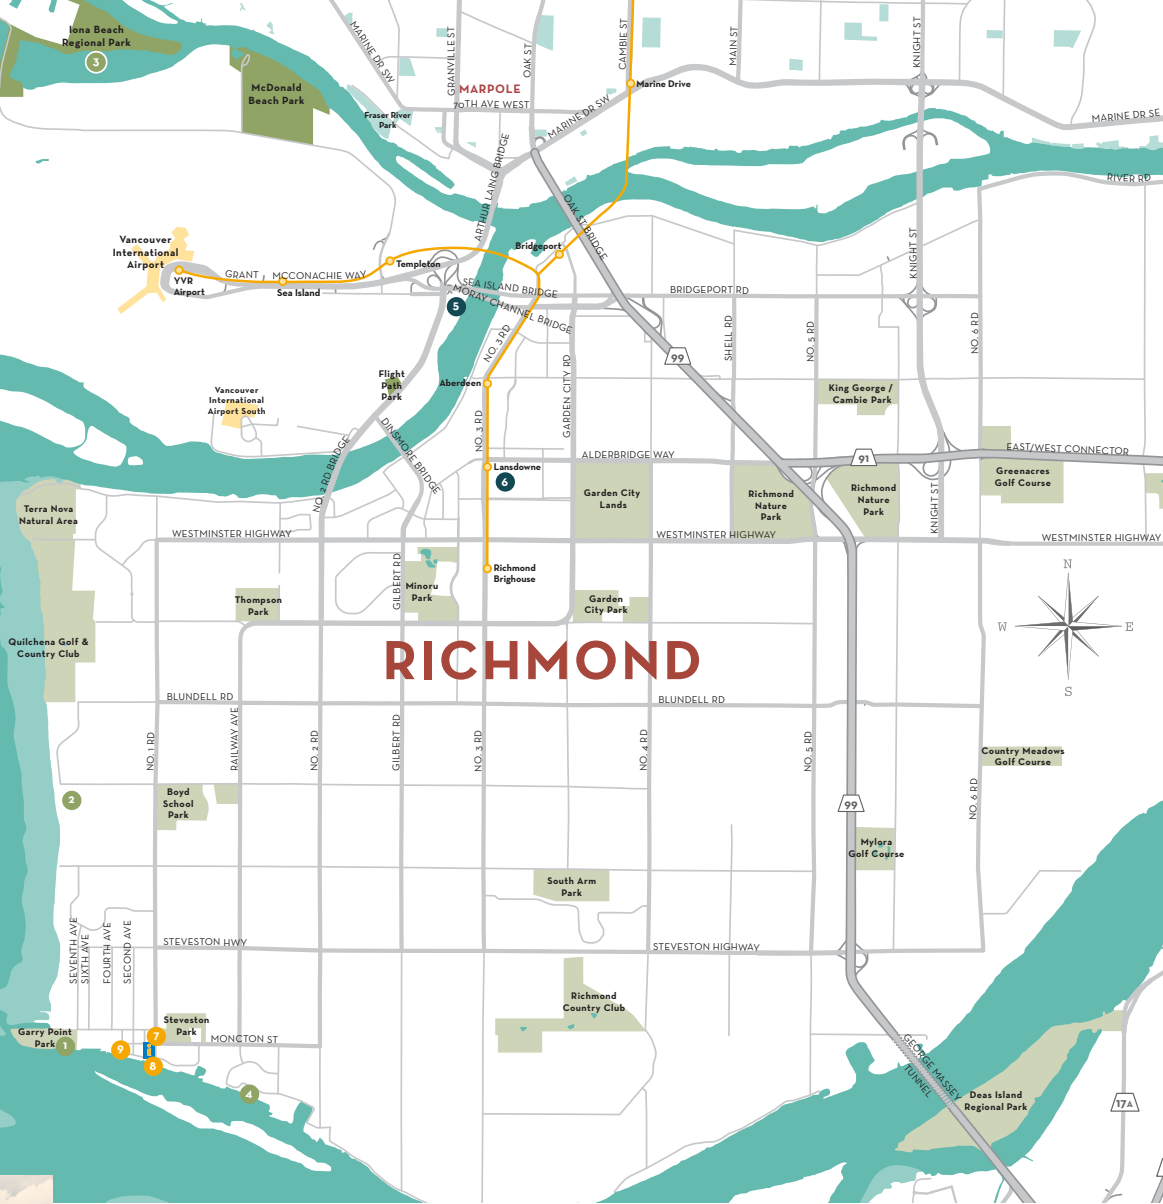 Iona Beach
Regional Park
3
McDonald
Beach Park
MARINE DR SW
GRANVILLE ST
OAK ST
CAMBIE ST
MAIN ST
KNIGHT ST
MARPOLE
70TH AVE WEST
Fraser River
Park
MARINE DR SW
Marine Drive
MARINE DR SE
RIVER RD
ARTHUR LAING BRIDGE
OAK ST BRIDGE
KNIGHT ST
Vancouver
International
Airport
YVR
Airport
GRANT
MCCONACHIE WAY
Sea Island
Templeton
Bridgeport
SEA ISLAND BRIDGE
MORAY CHANNEL BRIDGE
5
BRIDGEPORT RD
NO. 3 RD
SHELL RD
NO. 5 RD
NO. 6 RD
99
Flight
Path
Park
Aberdeen
GARDEN CITY RD
King George /
Cambie Park
Vancouver
International
Airport South
NO. 2 RD BRIDGE
DINSMORE BRIDGE
NO. 3 RD
ALDERBRIDGE WAY
91
EAST/WEST CONNECTOR
Lansdowne
6
Greenacres
Golf Course
Garden City
Lands
Richmond
Nature
Park
Richmond
Nature
Park
KNIGHT ST
Terra Nova
Natural Area
WESTMINSTER HIGHWAY
WESTMINSTER HIGHWAY
WESTMINSTER HIGHWAY
Richmond
Brighouse
GILBERT RD
Minoru
Park
Thompson
Park
Garden
City Park
N
W
E
S
Quilchena Golf &
Country Club
RICHMOND
BLUNDELL RD
BLUNDELL RD
NO. 1 RD
RAILWAY AVE
NO. 2 RD
GILBERT RD
NO. 3 RD
NO. 4 RD
NO. 5 RD
NO. 6 RD
Country Meadows
Golf Course
2
Boyd
School
Park
99
Mylora
Golf Course
South Arm
Park
SEVENTH AVE
SIXTH AVE
FOURTH AVE
SECOND AVE
STEVESTON HWY
STEVESTON HIGHWAY
Richmond
Country Club
Garry Point
Park
1
Steveston
Park
MONCTON ST
7
9
i
8
4
GEORGE MASSEY
TUNNEL
Deas Island
Regional Park
17A